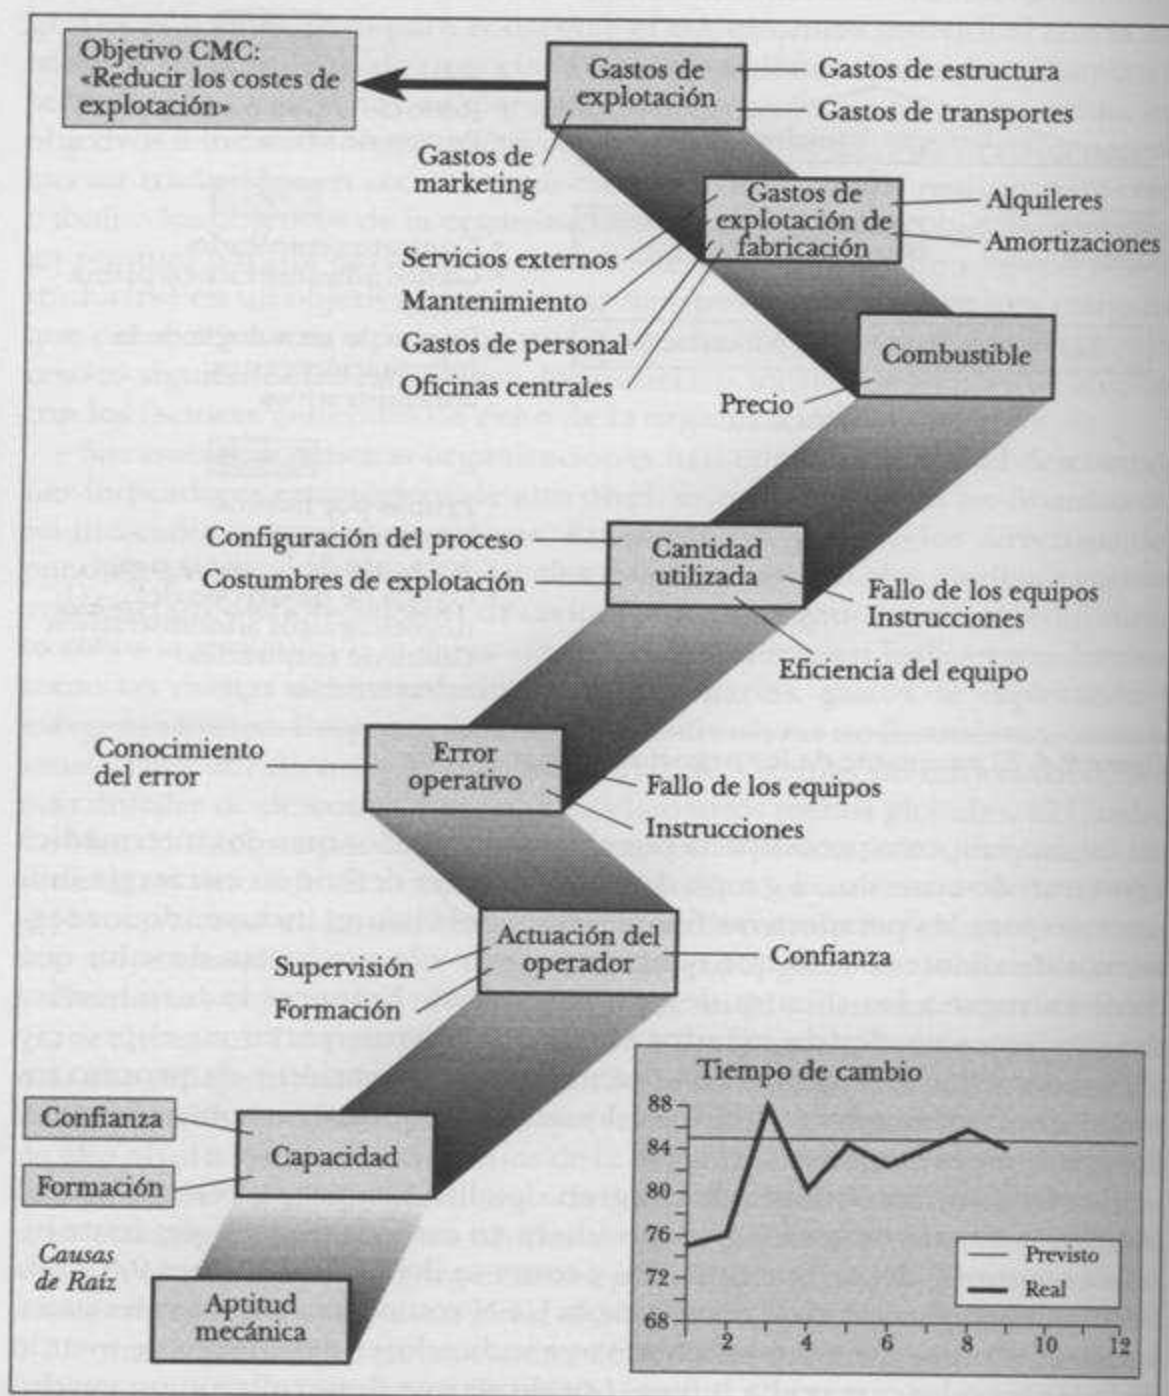 Objetivo CMC:
«Reducir los costes de
explotación»
Gastos de
explotación
Gastos de estructura
Gastos de transportes
Gastos de
marketing
Gastos de
explotación de
fabricación
Alquileres
Amortizaciones
Servicios externos
Mantenimiento
Gastos de personal
Oficinas centrales
Combustible
Precio
Configuración del proceso
Costumbres de explotación
Cantidad
utilizada
Fallo de los equipos
Instrucciones
Eficiencia del equipo
Conocimiento
del error
Error
operativo
Fallo de los equipos
Instrucciones
Actuación del
operador
Supervisión
Formación
Confianza
Confianza
Formación
Capacidad
Causas
de Raíz
Aptitud
mecánica
Tiempo de cambio
88
84
80
76
72
68
2 4 6 8 10 12
Previsto
Real